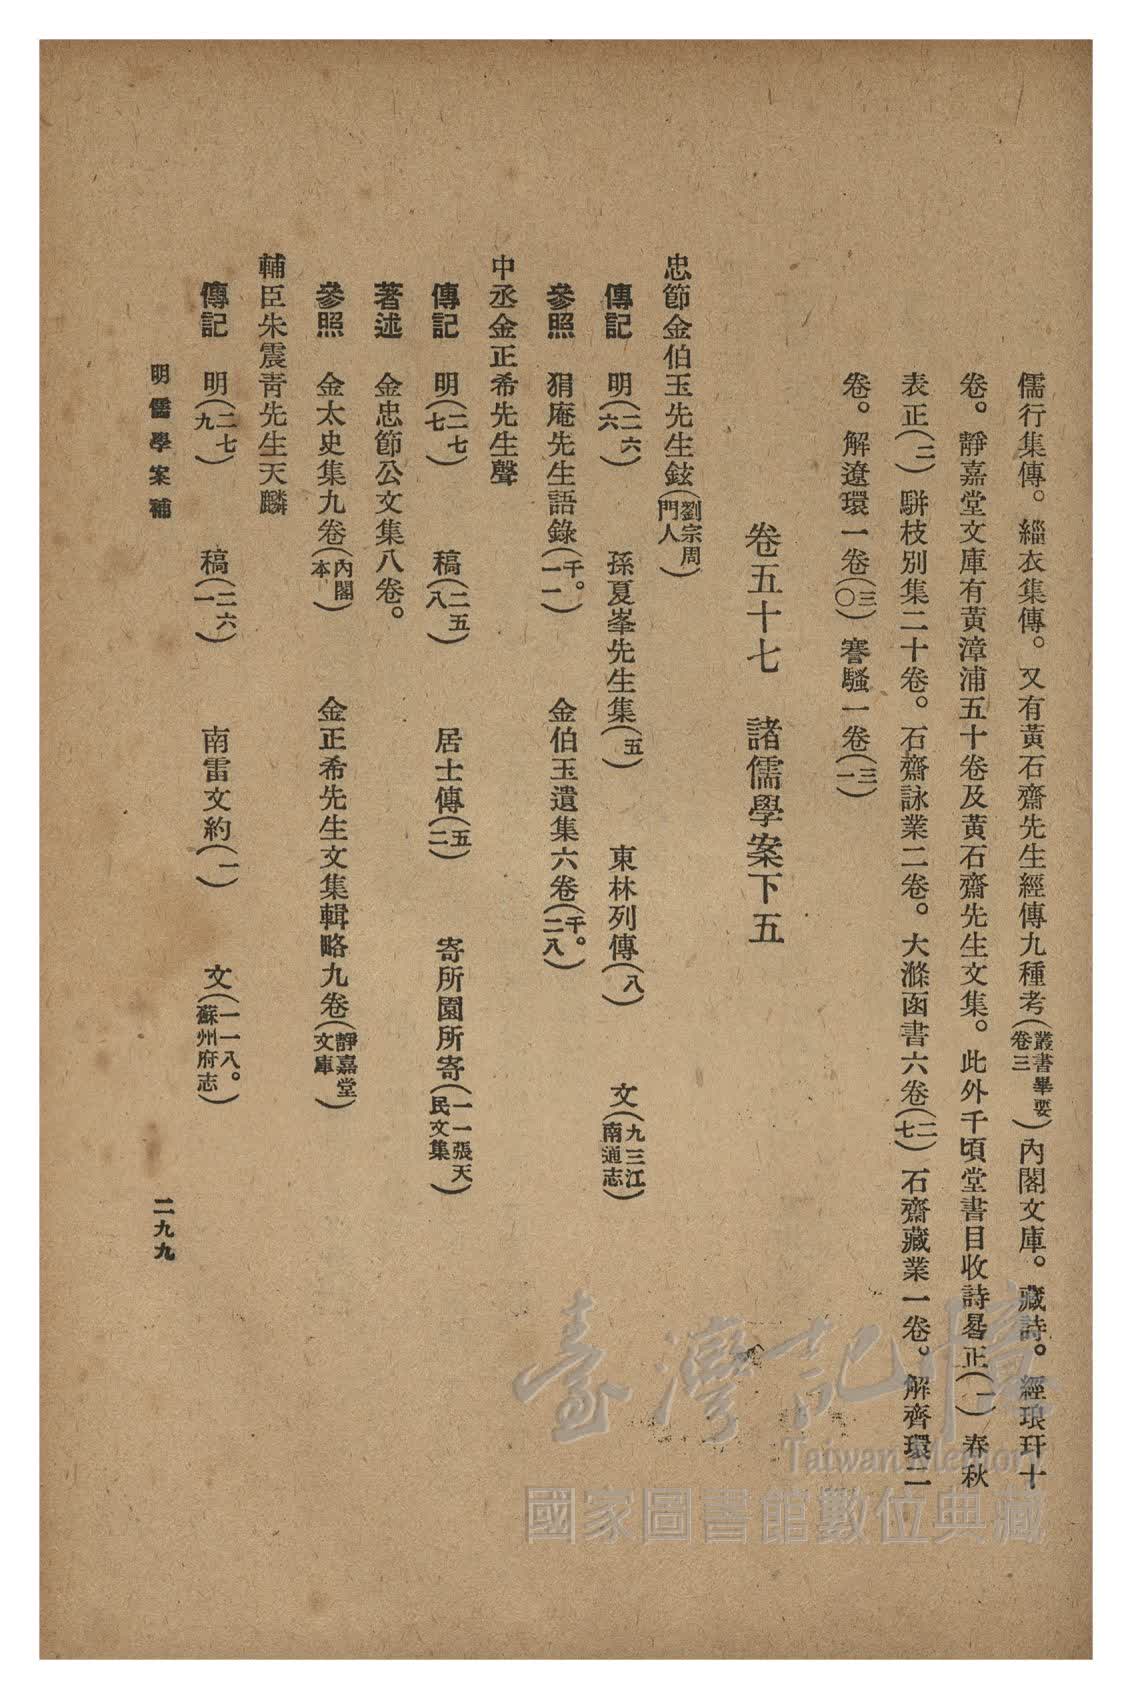 儒行集傳。緇衣集傳。又有黃石齋先生經傳九種考(叢書舉要卷三)內閣文庫。藏詩。經琅玕十
卷。靜嘉堂文庫有黃漳浦五十卷及黃石齋先生文集。此外千頃堂書目收詩晷正(一)春秋
表正(二)駢枝別集二十卷。石齋詠業二卷。大滌函書六卷(二七)石齋藏業一卷。解齊環二
卷。解遼環一卷(三〇)謇騷一卷(三一)
卷五十七 諸儒學案下五
忠節金伯玉先生鉉(劉宗周門人)
傳記 明(二六六) 孫夏峯先生集(五) 東林列傳(八) 文(九三江南通志)
參照 狷庵先生語錄(千。一一) 金伯玉遺集六卷(千。二八)
中丞金正希先生聲
傳記 明(二七七) 稿(二五八) 居士傳(五二) 寄所園所寄(一一張天民文集)
著述 金忠節公文集八卷。
參照 金太史集九卷(內閣本) 金正希先生文集輯略九卷(靜嘉堂文庫)
輔臣朱震青先生天麟
傳記 明(二七九) 稿(二六一) 南雷文約(一) 文(一一八。蘇州府志)
明儒學案補
二九九
臺灣記憶
Taiwan Memory
國家圖書館數位典藏